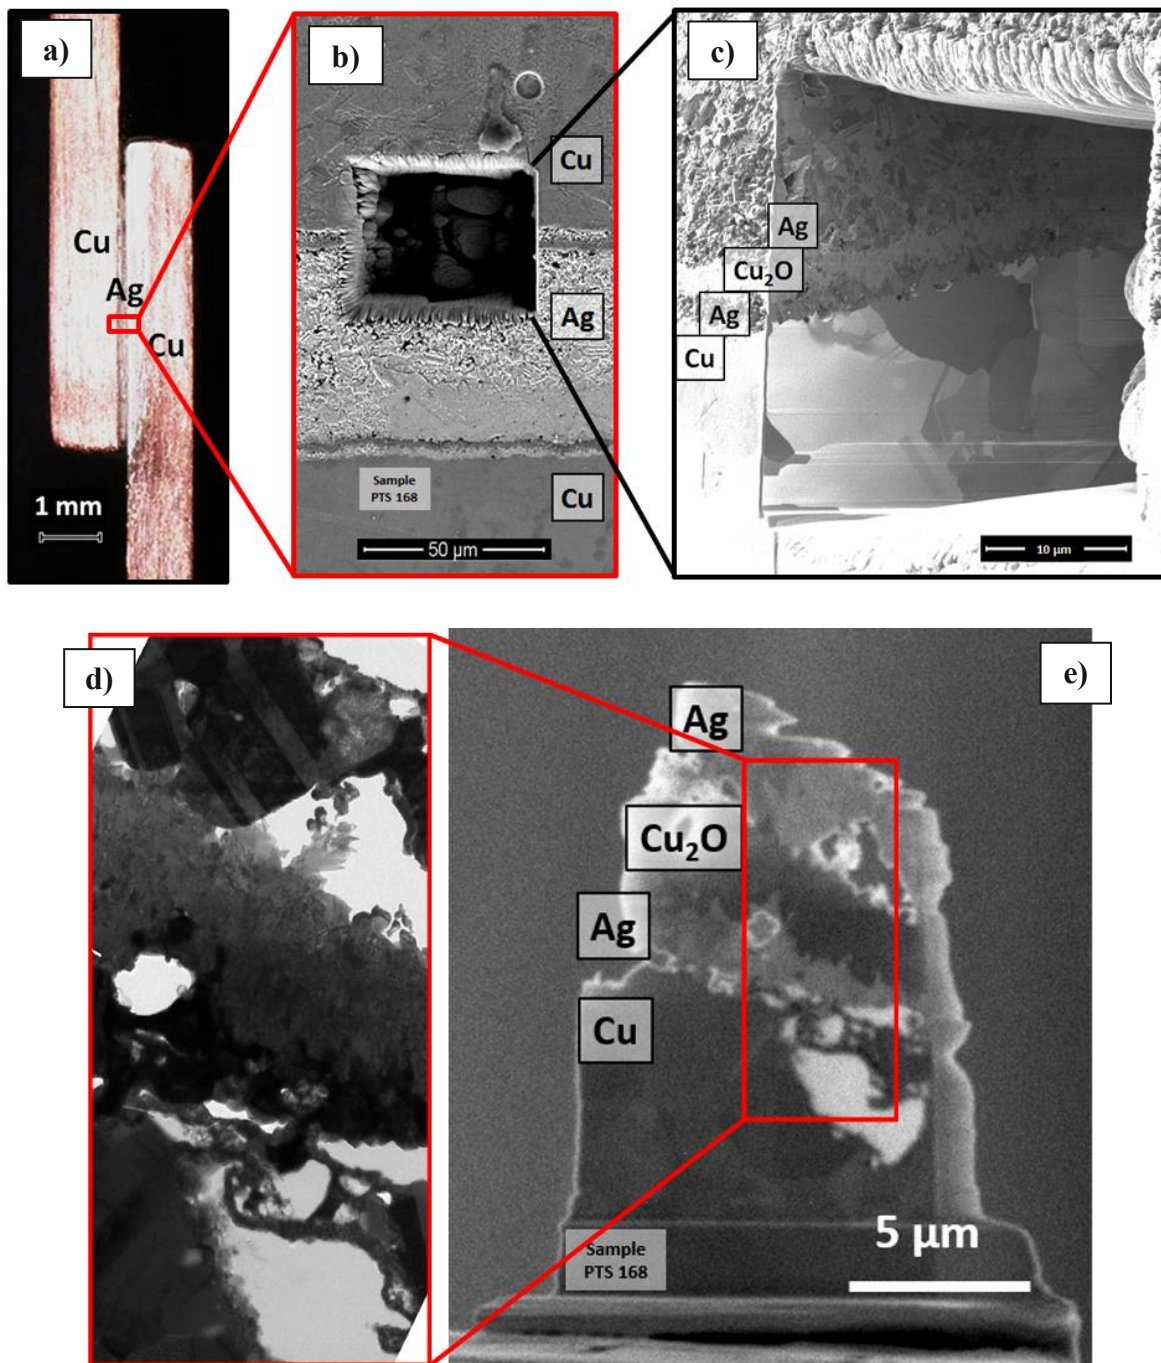 a)
Cu
Ag
Cu
1 mm
b)
Cu
Ag
Sample
PTS 168
Cu
50 µm
c)
Ag
Cu₂O
Ag
Cu
10 µm
d)
e)
Ag
Cu₂O
Ag
Cu
5 µm
Sample
PTS 168